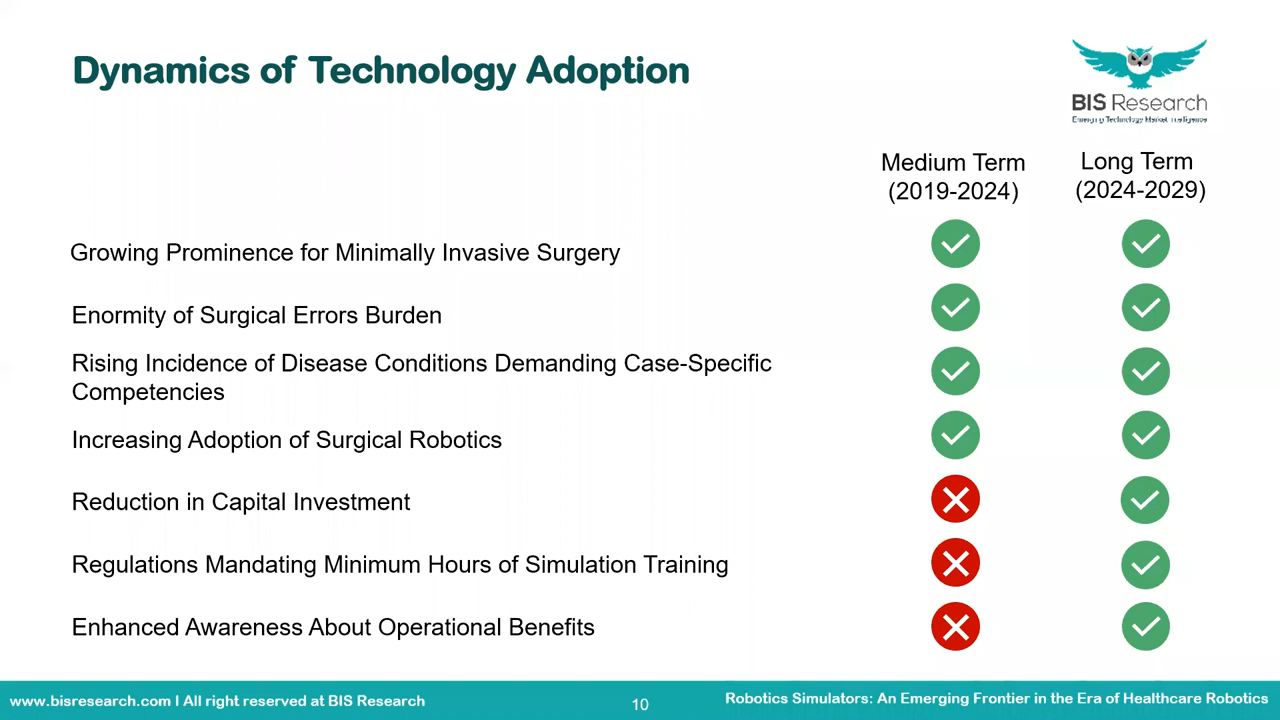 Dynamics of Technology Adoption
BIS Research
Emerging Technology Market Intelligence
Medium Term
(2019-2024)
Long Term
(2024-2029)
Growing Prominence for Minimally Invasive Surgery
Enormity of Surgical Errors Burden
Rising Incidence of Disease Conditions Demanding Case-Specific
Competencies
Increasing Adoption of Surgical Robotics
Reduction in Capital Investment
Regulations Mandating Minimum Hours of Simulation Training
Enhanced Awareness About Operational Benefits
www.bisresearch.com I All right reserved at BIS Research
10
Robotics Simulators: An Emerging Frontier in the Era of Healthcare Robotics